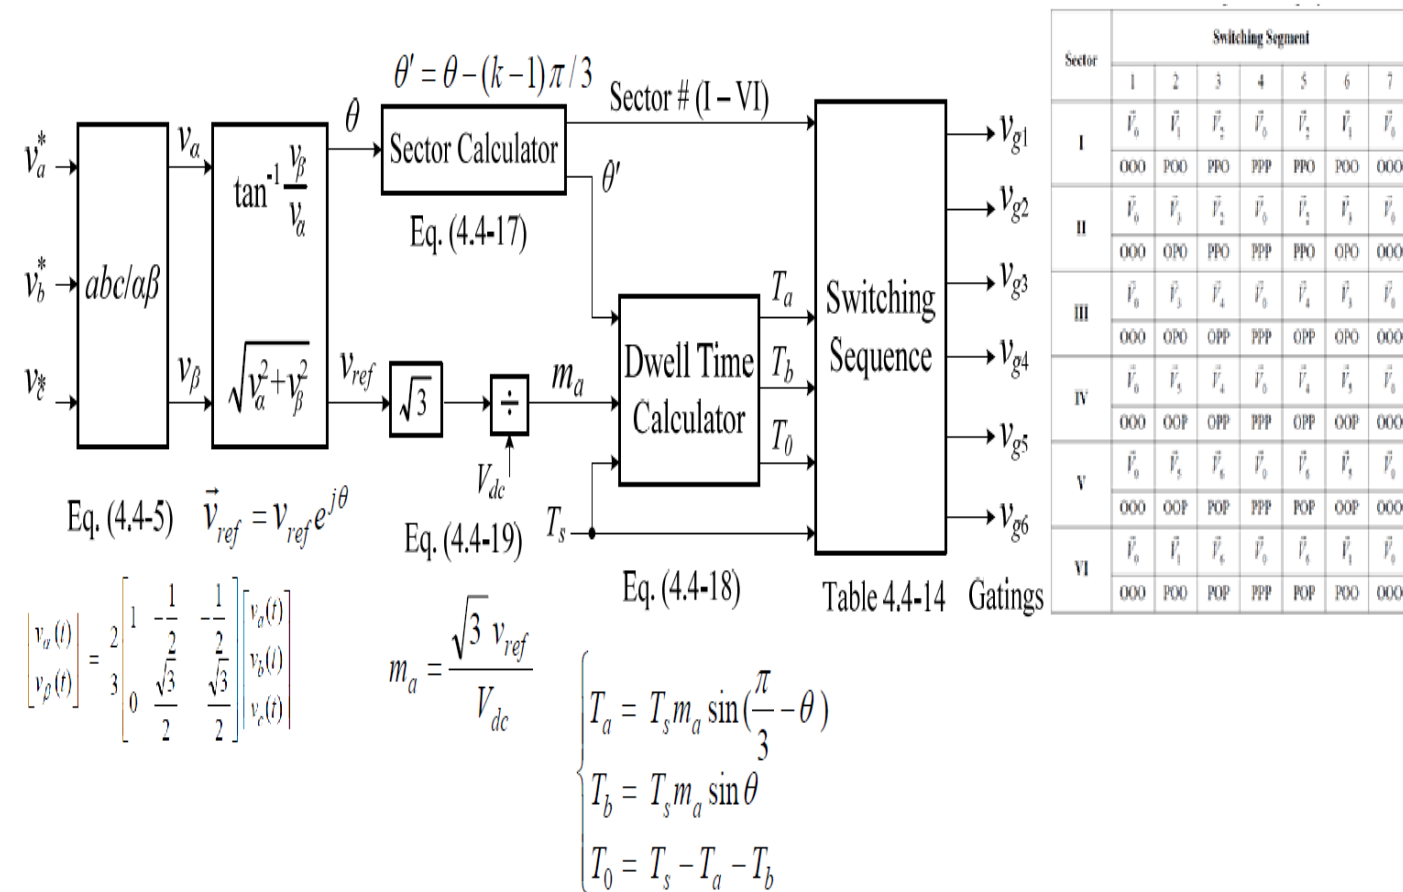 θ′ = θ − (k − 1) π / 3
v*a
v*b
v*c
abc/αβ
Eq. (4.4-5)
vα
vβ
tan⁻¹ vβ/vα
√(v²α + v²β)
v⃗ref = vref e^jθ
θ
vref
Sector Calculator
Eq. (4.4-17)
Sector # (I – VI)
θ′
√3
÷
Vdc
ma
Eq. (4.4-19)
Ts
Dwell Time
Calculator
Eq. (4.4-18)
Ta
Tb
T0
Switching
Sequence
Table 4.4-14
vg1
vg2
vg3
vg4
vg5
vg6
Gatings
[vα(t) vβ(t)] = 2/3 [1 -1/2 -1/2; 0 √3/2 √3/2] [va(t) vb(t) vc(t)]
ma = √3 vref / Vdc
Ta = Ts ma sin(π/3 − θ)
Tb = Ts ma sin θ
T0 = Ts − Ta − Tb
Sector Switching Segment
1 2 3 4 5 6 7
I V⃗0 V⃗1 V⃗2 V⃗0 V⃗2 V⃗1 V⃗0
OOO POO PPO PPP PPO POO OOO
II V⃗0 V⃗3 V⃗2 V⃗0 V⃗2 V⃗3 V⃗0
OOO OPO PPO PPP PPO OPO OOO
III V⃗0 V⃗3 V⃗4 V⃗0 V⃗4 V⃗3 V⃗0
OOO OPO OPP PPP OPP OPO OOO
IV V⃗0 V⃗5 V⃗4 V⃗0 V⃗4 V⃗5 V⃗0
OOO OOP OPP PPP OPP OOP OOO
V V⃗0 V⃗5 V⃗6 V⃗0 V⃗6 V⃗5 V⃗0
OOO OOP POP PPP POP OOP OOO
VI V⃗0 V⃗1 V⃗6 V⃗0 V⃗6 V⃗1 V⃗0
OOO POO POP PPP POP POO OOO